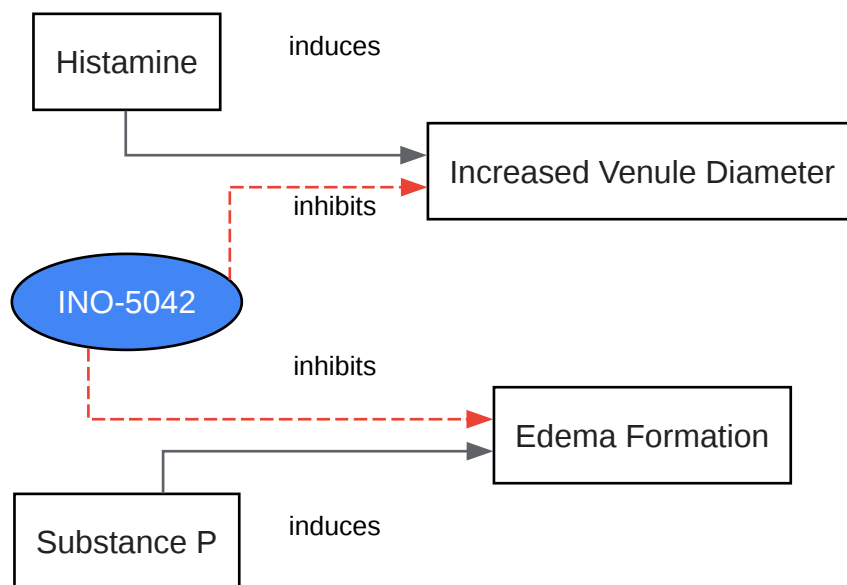 Histamine
induces
Increased Venule Diameter
inhibits
INO-5042
inhibits
Edema Formation
Substance P
induces